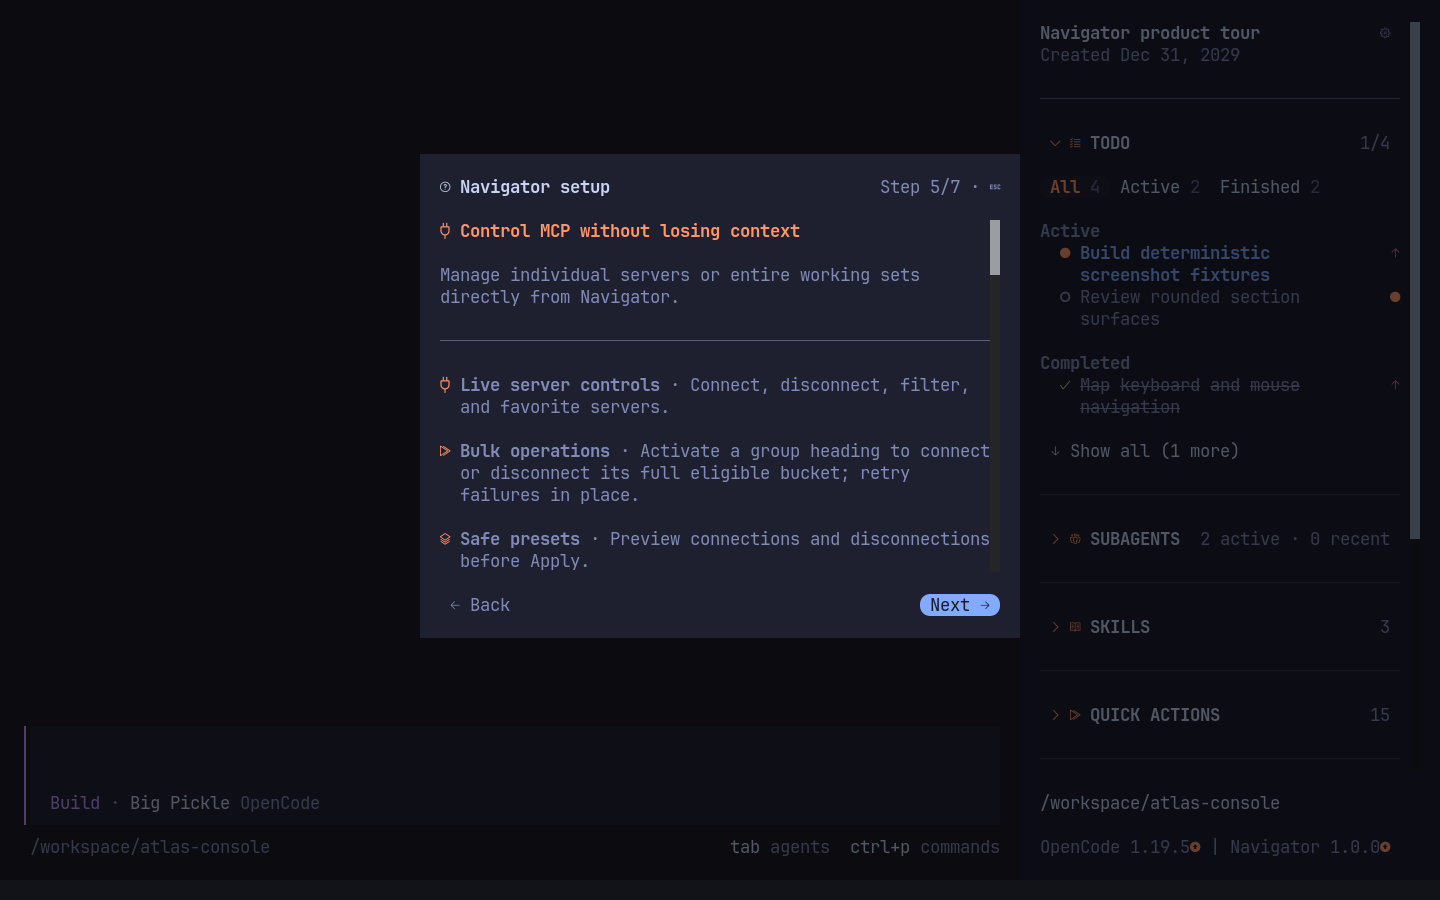 Navigator setup Step 5/7 · ESC
Control MCP without losing context
Manage individual servers or entire working sets
directly from Navigator.
Live server controls · Connect, disconnect, filter,
and favorite servers.
Bulk operations · Activate a group heading to connect
or disconnect its full eligible bucket; retry
failures in place.
Safe presets · Preview connections and disconnections
before Apply.
← Back Next →
Build · Big Pickle OpenCode
/workspace/atlas-console tab agents ctrl+p commands
Navigator product tour
Created Dec 31, 2029
TODO 1/4
All 4 Active 2 Finished 2
Active
Build deterministic ↑
screenshot fixtures
Review rounded section
surfaces
Completed
Map keyboard and mouse ↑
navigation
↓ Show all (1 more)
SUBAGENTS 2 active · 0 recent
SKILLS 3
QUICK ACTIONS 15
/workspace/atlas-console
OpenCode 1.19.5 | Navigator 1.0.0